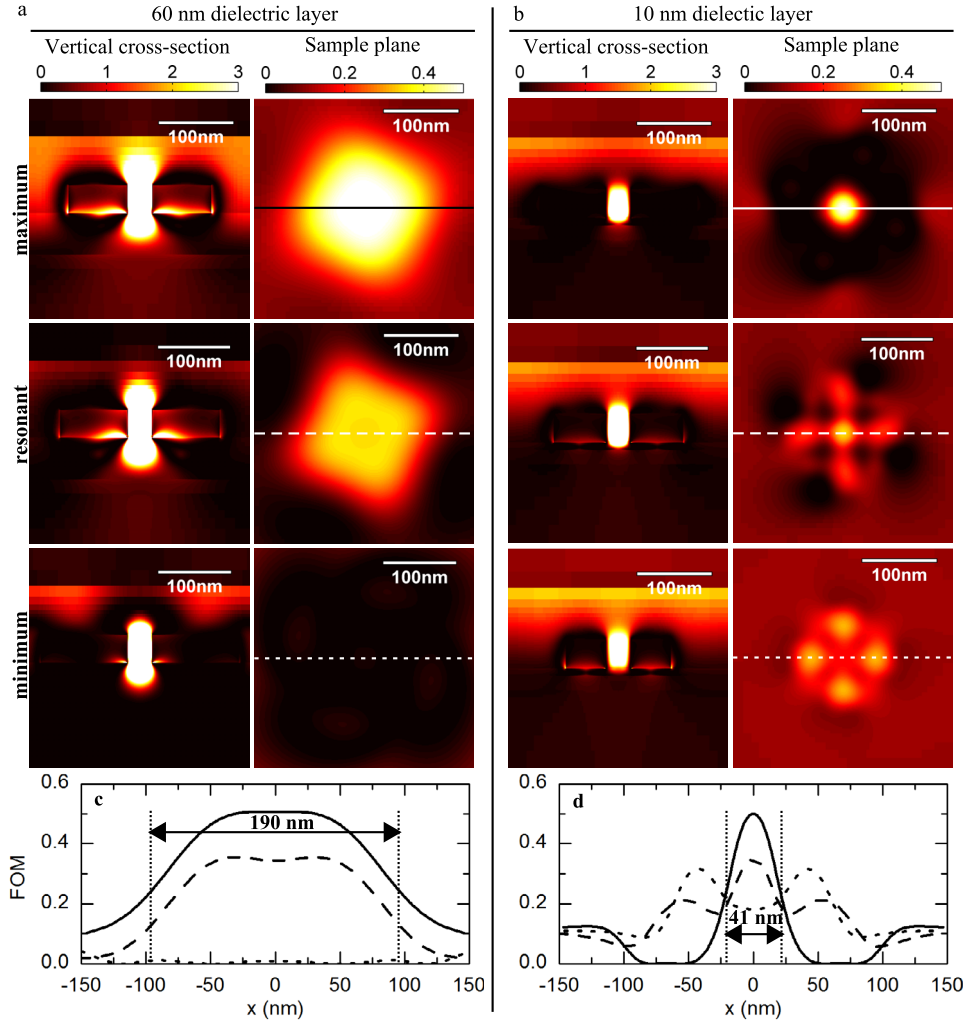 a
60 nm dielectric layer
Vertical cross-section
Sample plane
0 1 2 3
0 0.2 0.4
maximum
100nm
100nm
resonant
100nm
100nm
minimum
100nm
100nm
b
10 nm dielectic layer
Vertical cross-section
Sample plane
0 1 2 3
0 0.2 0.4
100nm
100nm
100nm
100nm
100nm
100nm
c
190 nm
FOM
0.6
0.4
0.2
0.0
-150 -100 -50 0 50 100 150
x (nm)
d
41 nm
0.6
0.4
0.2
0.0
-150 -100 -50 0 50 100 150
x (nm)